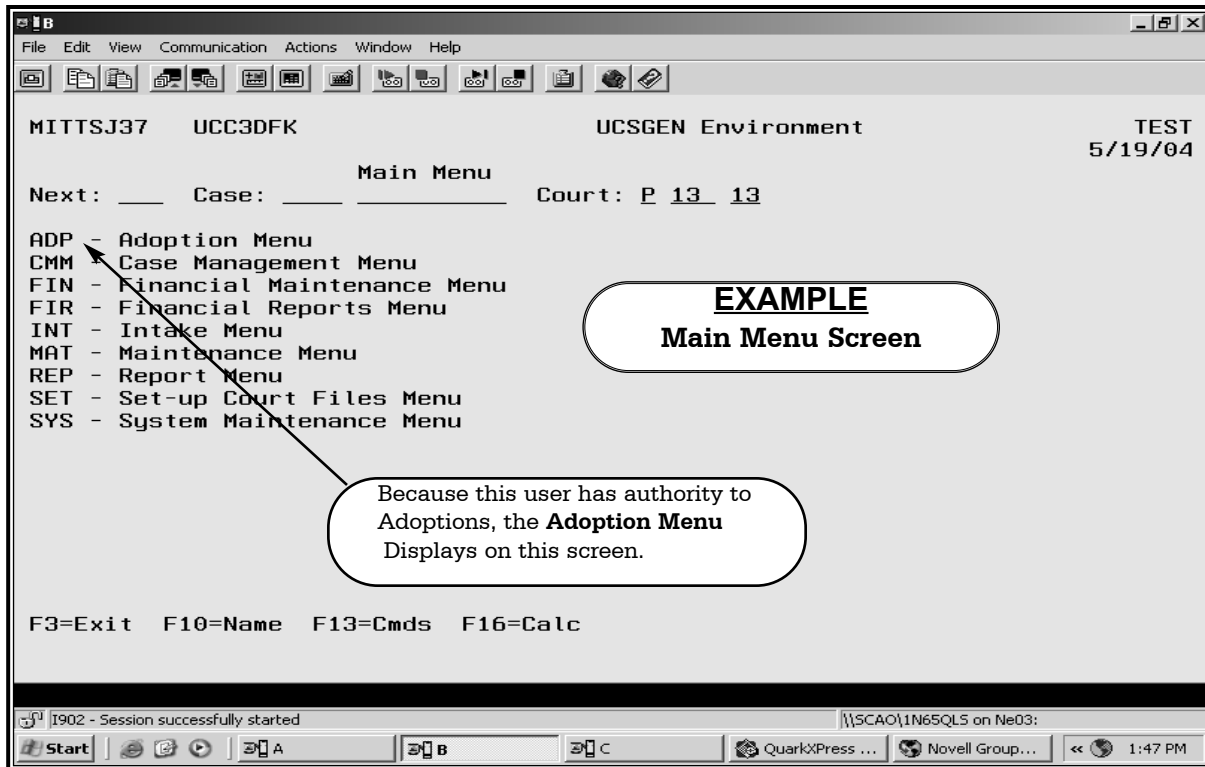 B
File Edit View Communication Actions Window Help
MITTSJ37 UCC3DFK UCSGEN Environment TEST
5/19/04
Main Menu
Next: ___ Case: ____ __________ Court: P 13_ 13
ADP - Adoption Menu
CMM - Case Management Menu
FIN - Financial Maintenance Menu
FIR - Financial Reports Menu
INT - Intake Menu
MAT - Maintenance Menu
REP - Report Menu
SET - Set-up Court Files Menu
SYS - System Maintenance Menu
EXAMPLE
Main Menu Screen
Because this user has authority to
Adoptions, the Adoption Menu
Displays on this screen.
F3=Exit F10=Name F13=Cmds F16=Calc
I902 - Session successfully started \\SCAO\1N65QLS on Ne03:
Start A B C QuarkXPress ... Novell Group... « 1:47 PM